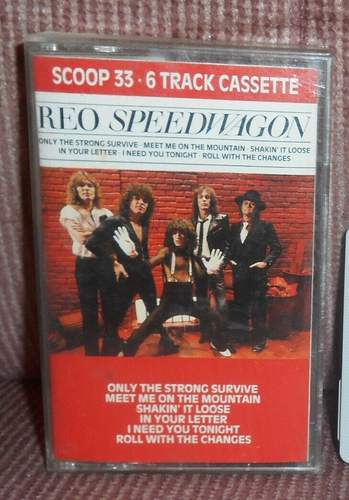 SCOOP 33 · 6 TRACK CASSETTE
REO SPEEDWAGON
ONLY THE STRONG SURVIVE · MEET ME ON THE MOUNTAIN · SHAKIN' IT LOOSE
IN YOUR LETTER · I NEED YOU TONIGHT · ROLL WITH THE CHANGES
ONLY THE STRONG SURVIVE
MEET ME ON THE MOUNTAIN
SHAKIN' IT LOOSE
IN YOUR LETTER
I NEED YOU TONIGHT
ROLL WITH THE CHANGES